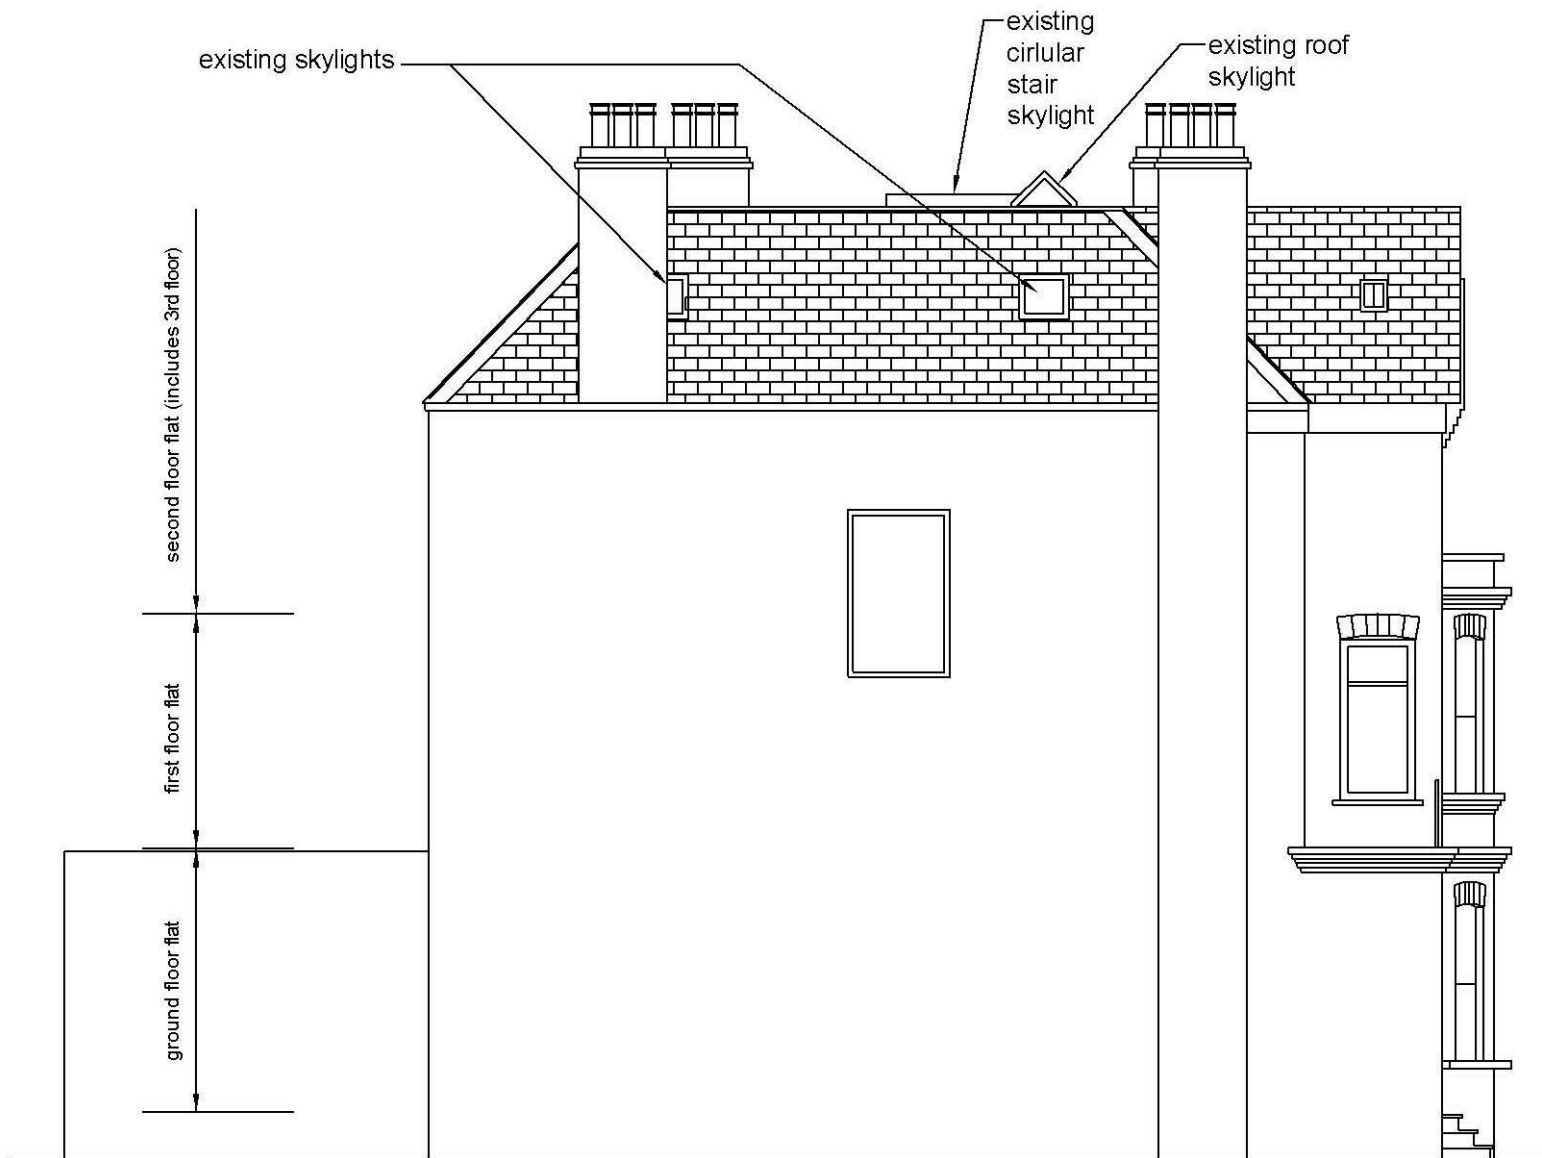 existing skylights
existing
cirlular
stair
skylight
existing roof
skylight
second floor flat (includes 3rd floor)
first floor flat
ground floor flat